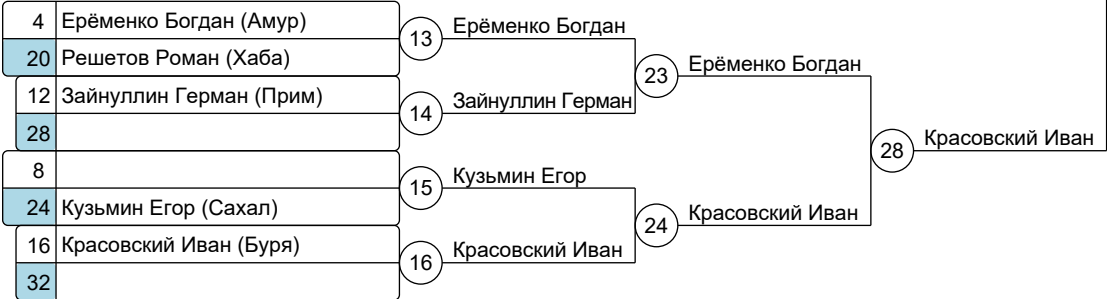 4 Ерёменко Богдан (Амур)
20 Решетов Роман (Хаба)
12 Зайнуллин Герман (Прим)
28
8
24 Кузьмин Егор (Сахал)
16 Красовский Иван (Буря)
32
13 Ерёменко Богдан
14 Зайнуллин Герман
15 Кузьмин Егор
16 Красовский Иван
23 Ерёменко Богдан
24 Красовский Иван
28 Красовский Иван